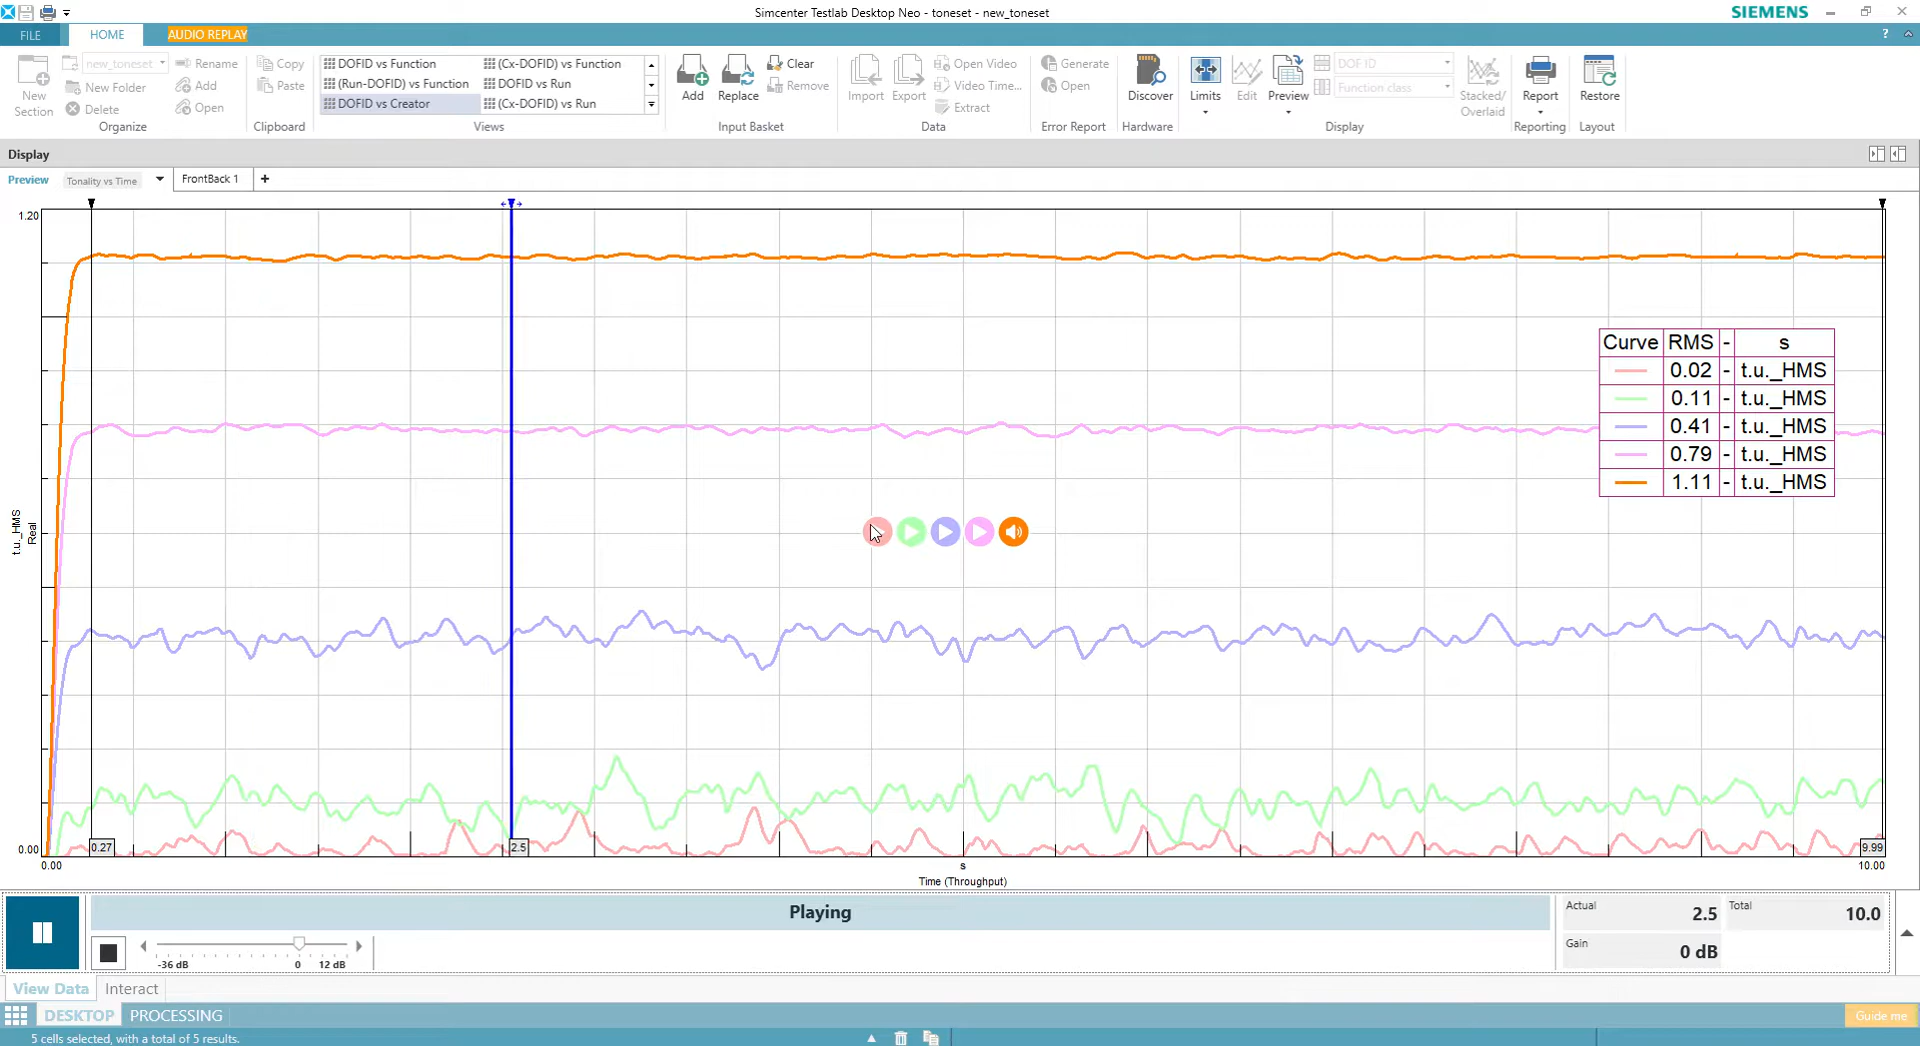 Simcenter Testlab Desktop Neo - toneset - new_toneset
SIEMENS
FILE
HOME
AUDIO REPLAY
?
New Section
new_toneset
New Folder
Delete
Rename
Add
Open
Organize
Copy
Paste
Clipboard
DOFID vs Function
(Cx-DOFID) vs Function
(Run-DOFID) vs Function
DOFID vs Run
DOFID vs Creator
(Cx-DOFID) vs Run
Views
Add
Replace
Clear
Remove
Input Basket
Import
Export
Open Video
Video Time...
Extract
Data
Generate
Open
Error Report
Discover
Hardware
Limits
Edit
Preview
DOF ID
Function class
Stacked/
Overlaid
Display
Report
Reporting
Restore
Layout
Display
Preview
Tonality vs Time
FrontBack 1
+
1.20
t.u._HMS
Real
0.00
Curve RMS - s
0.02 - t.u._HMS
0.11 - t.u._HMS
0.41 - t.u._HMS
0.79 - t.u._HMS
1.11 - t.u._HMS
0.27
2.5
9.99
0.00
s
10.00
Time (Throughput)
Playing
Actual
2.5
Total
10.0
Gain
0 dB
-36 dB
0
12 dB
View Data
Interact
DESKTOP
PROCESSING
Guide me
5 cells selected, with a total of 5 results.